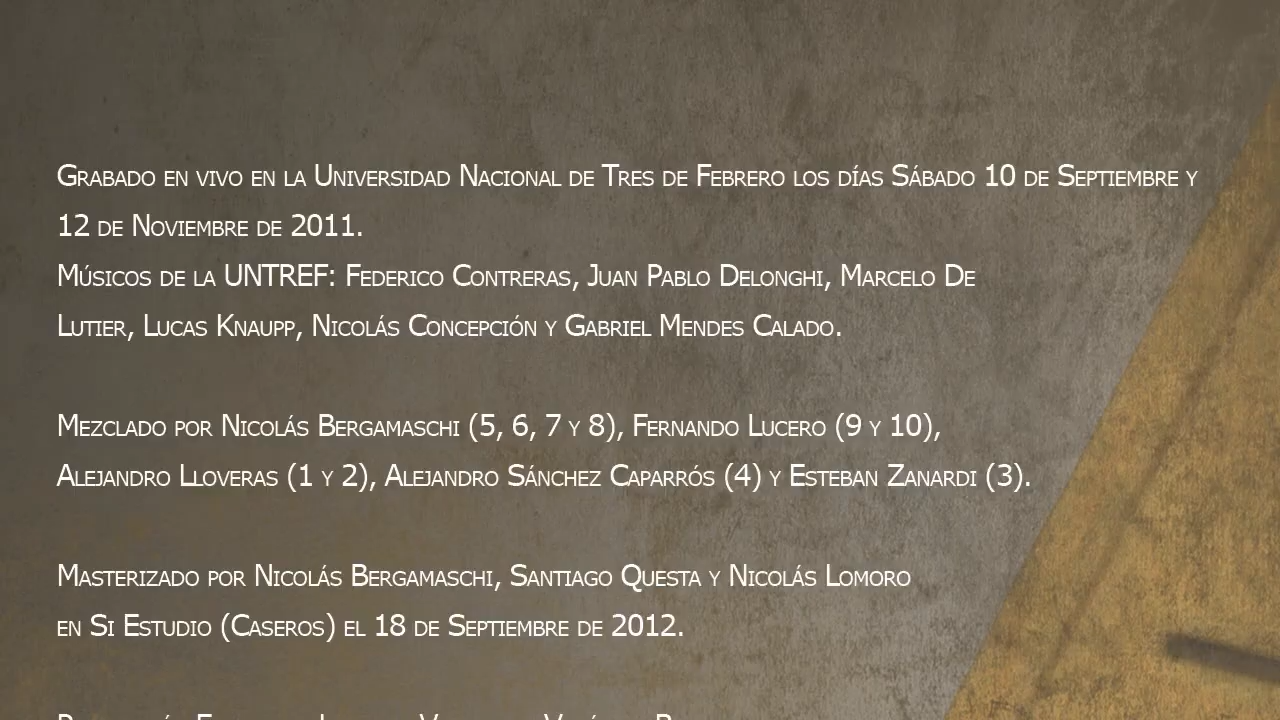 Grabado en vivo en la Universidad Nacional de Tres de Febrero los días Sábado 10 de Septiembre y
12 de Noviembre de 2011.
Músicos de la UNTREF: Federico Contreras, Juan Pablo Delonghi, Marcelo De
Lutier, Lucas Knaupp, Nicolás Concepción y Gabriel Mendes Calado.
Mezclado por Nicolás Bergamaschi (5, 6, 7 y 8), Fernando Lucero (9 y 10),
Alejandro Lloveras (1 y 2), Alejandro Sánchez Caparrós (4) y Esteban Zanardi (3).
Masterizado por Nicolás Bergamaschi, Santiago Questa y Nicolás Lomoro
en Si Estudio (Caseros) el 18 de Septiembre de 2012.